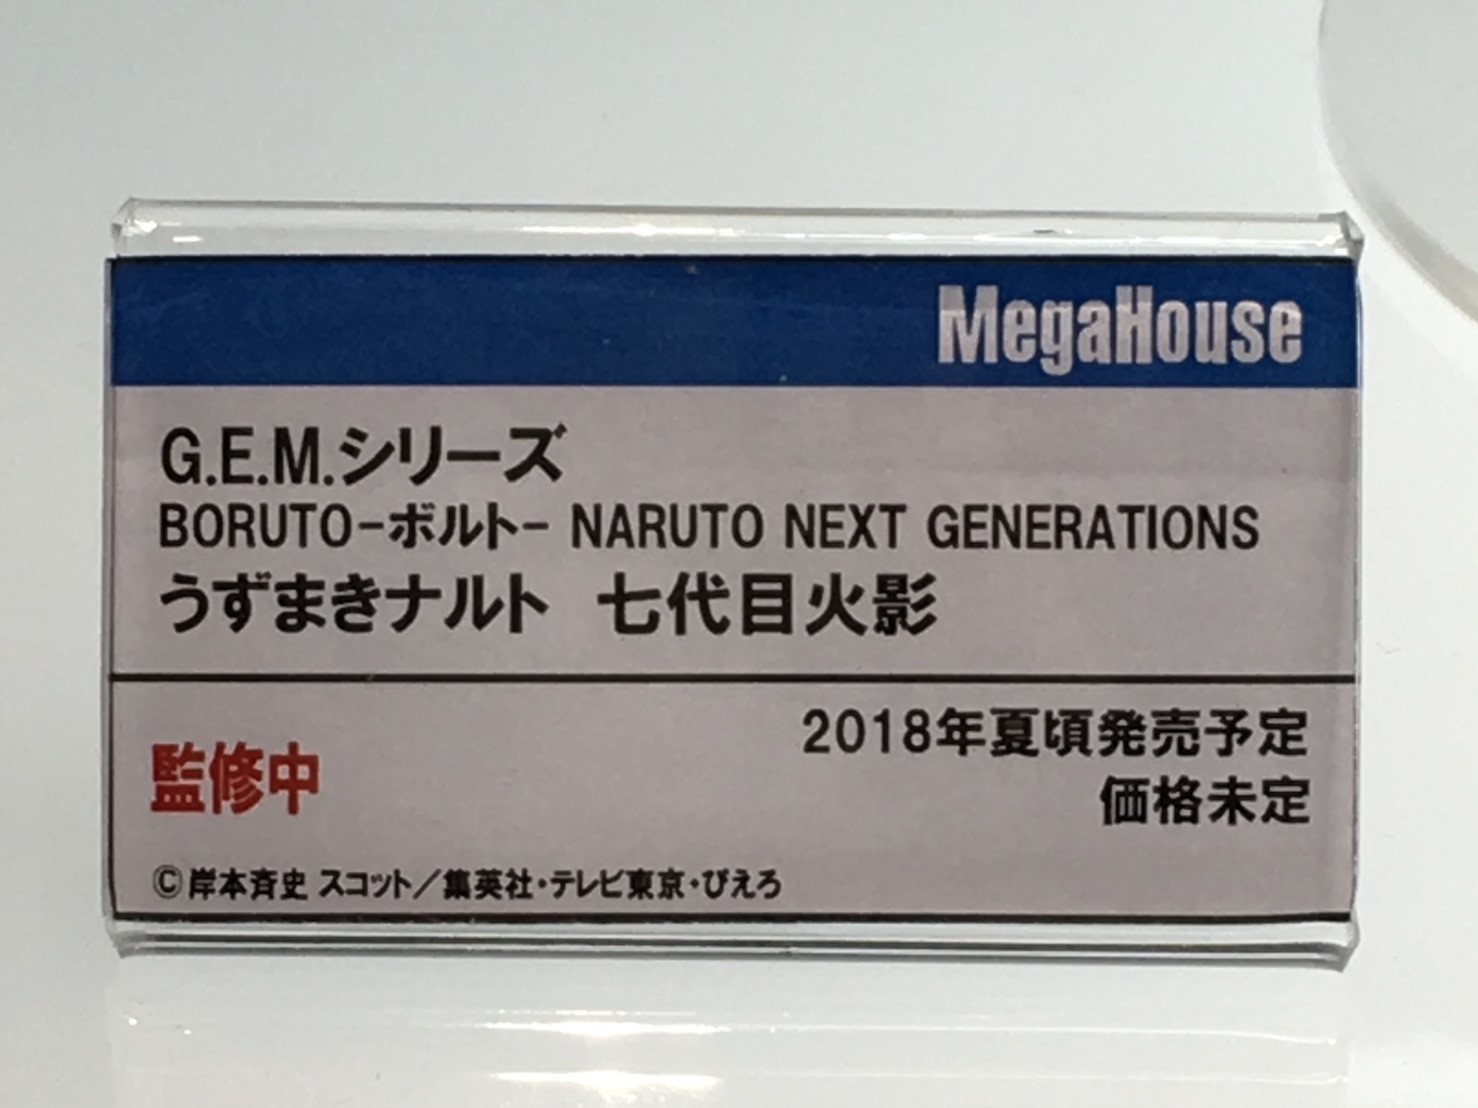 MegaHouse
G.E.M.シリーズ
BORUTO-ボルト- NARUTO NEXT GENERATIONS
うずまきナルト 七代目火影
2018年夏頃発売予定
監修中
価格未定
©岸本斉史 スコット／集英社・テレビ東京・ぴえろ